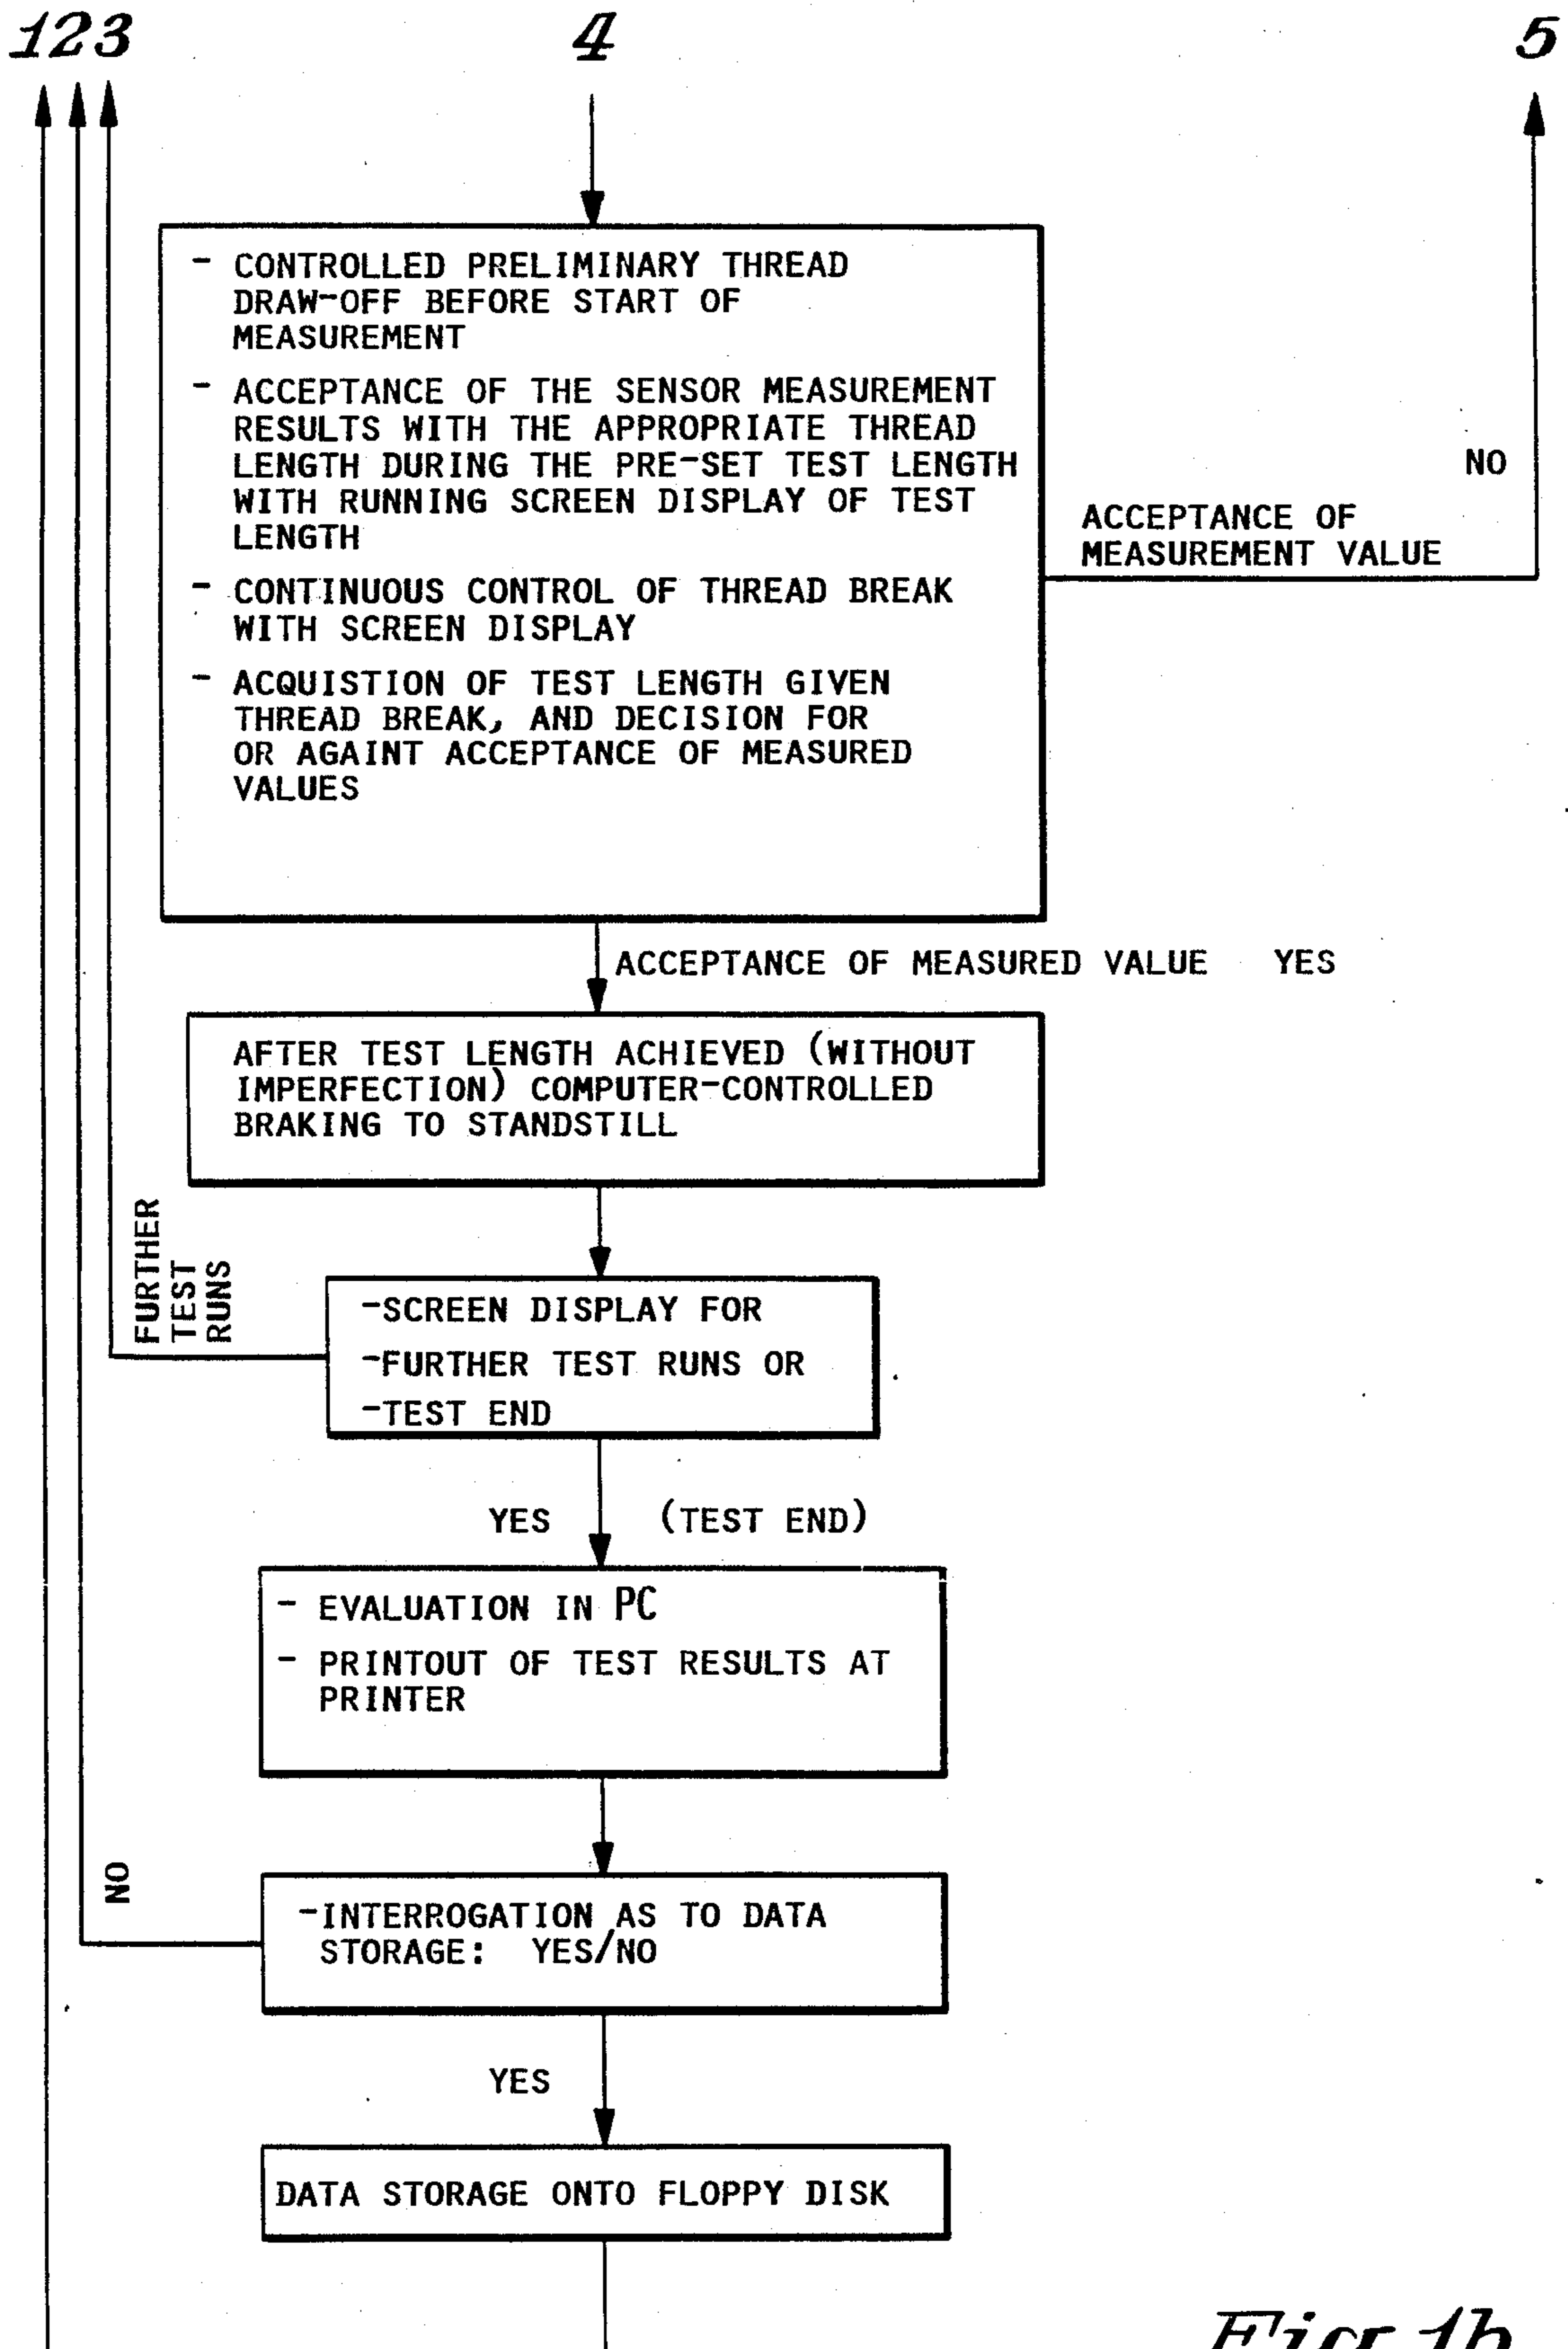 123 4 5
- CONTROLLED PRELIMINARY THREAD
DRAW-OFF BEFORE START OF
MEASUREMENT
- ACCEPTANCE OF THE SENSOR MEASUREMENT
RESULTS WITH THE APPROPRIATE THREAD
LENGTH DURING THE PRE-SET TEST LENGTH
WITH RUNNING SCREEN DISPLAY OF TEST
LENGTH
- CONTINUOUS CONTROL OF THREAD BREAK
WITH SCREEN DISPLAY
- ACQUISTION OF TEST LENGTH GIVEN
THREAD BREAK, AND DECISION FOR
OR AGAINT ACCEPTANCE OF MEASURED
VALUES
NO
ACCEPTANCE OF
MEASUREMENT VALUE
ACCEPTANCE OF MEASURED VALUE YES
AFTER TEST LENGTH ACHIEVED (WITHOUT
IMPERFECTION) COMPUTER-CONTROLLED
BRAKING TO STANDSTILL
FURTHER
TEST
RUNS
-SCREEN DISPLAY FOR
-FURTHER TEST RUNS OR
-TEST END
YES (TEST END)
- EVALUATION IN PC
- PRINTOUT OF TEST RESULTS AT
PRINTER
NO
-INTERROGATION AS TO DATA
STORAGE: YES/NO
YES
DATA STORAGE ONTO FLOPPY DISK
Fig. 1b